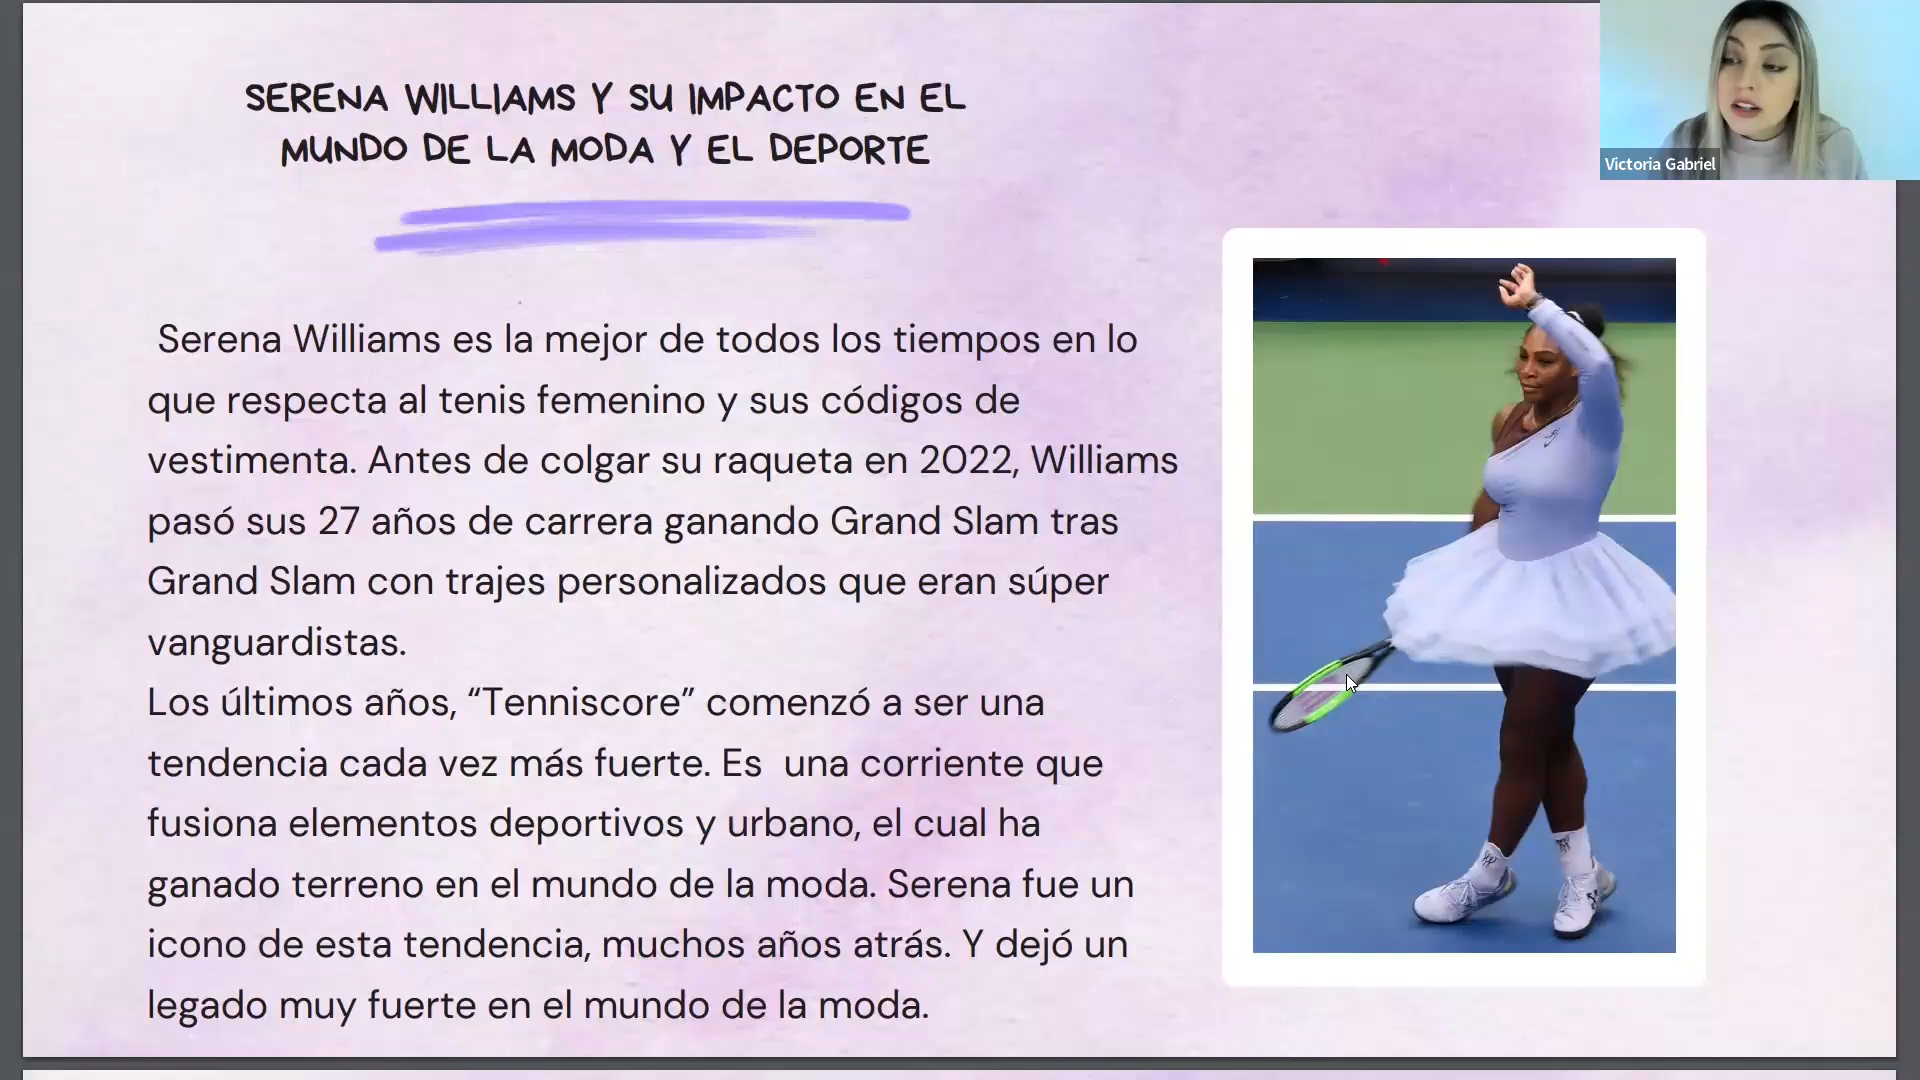 SERENA WILLIAMS Y SU IMPACTO EN EL
MUNDO DE LA MODA Y EL DEPORTE
Victoria Gabriel
Serena Williams es la mejor de todos los tiempos en lo
que respecta al tenis femenino y sus códigos de
vestimenta. Antes de colgar su raqueta en 2022, Williams
pasó sus 27 años de carrera ganando Grand Slam tras
Grand Slam con trajes personalizados que eran súper
vanguardistas.
Los últimos años, “Tenniscore” comenzó a ser una
tendencia cada vez más fuerte. Es  una corriente que
fusiona elementos deportivos y urbano, el cual ha
ganado terreno en el mundo de la moda. Serena fue un
icono de esta tendencia, muchos años atrás. Y dejó un
legado muy fuerte en el mundo de la moda.